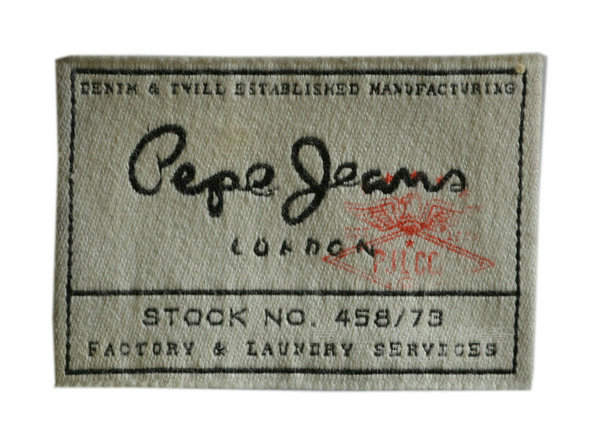 DENIM & TWILL ESTABLISHED MANUFACTURING
Pepe Jeans
LONDON
STOCK NO. 458/73
FACTORY & LAUNDRY SERVICES